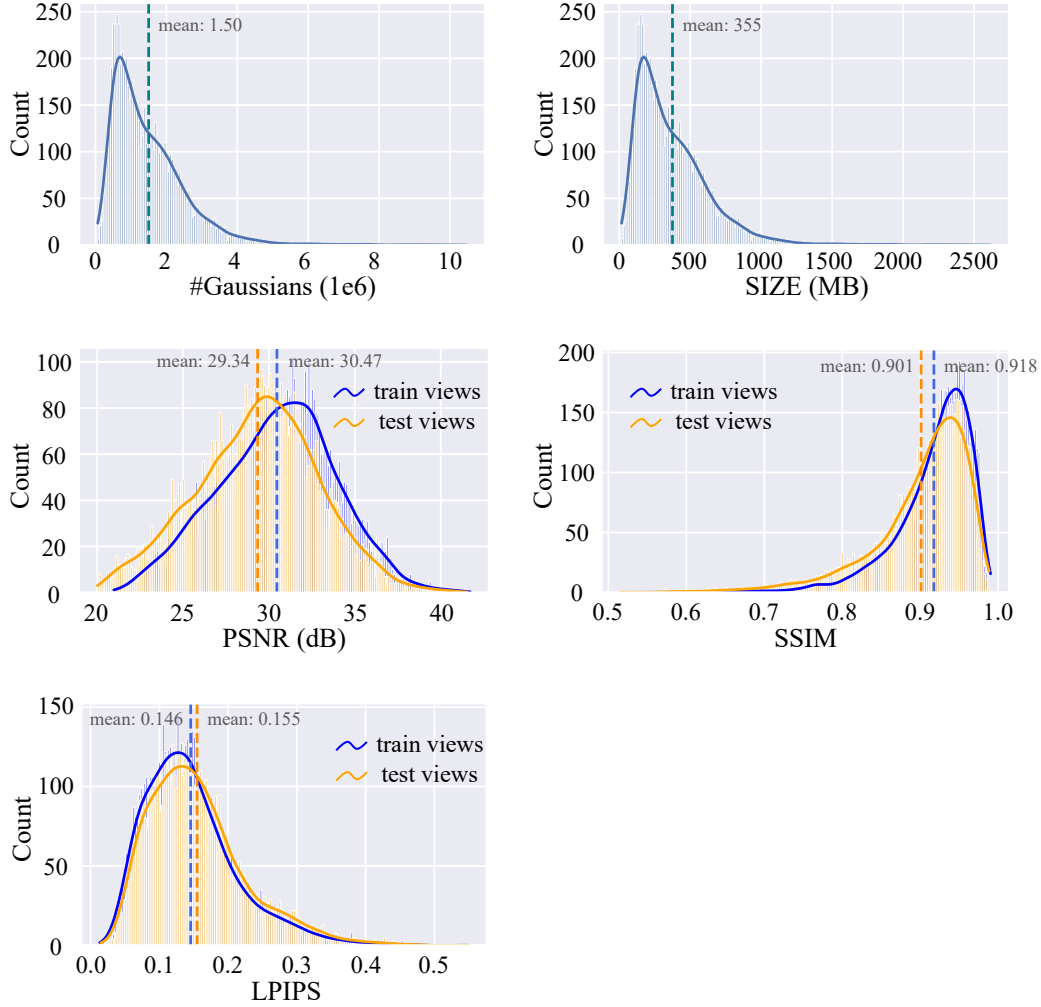 250
200
150
100
50
0
Count
mean: 1.50
0 2 4 6 8 10
#Gaussians (1e6)
250
200
150
100
50
0
Count
mean: 355
0 500 1000 1500 2000 2500
SIZE (MB)
100
80
60
40
20
0
Count
mean: 29.34 mean: 30.47
train views
test views
20 25 30 35 40
PSNR (dB)
200
150
100
50
0
Count
mean: 0.901 mean: 0.918
train views
test views
0.5 0.6 0.7 0.8 0.9 1.0
SSIM
150
100
50
0
Count
mean: 0.146 mean: 0.155
train views
test views
0.0 0.1 0.2 0.3 0.4 0.5
LPIPS